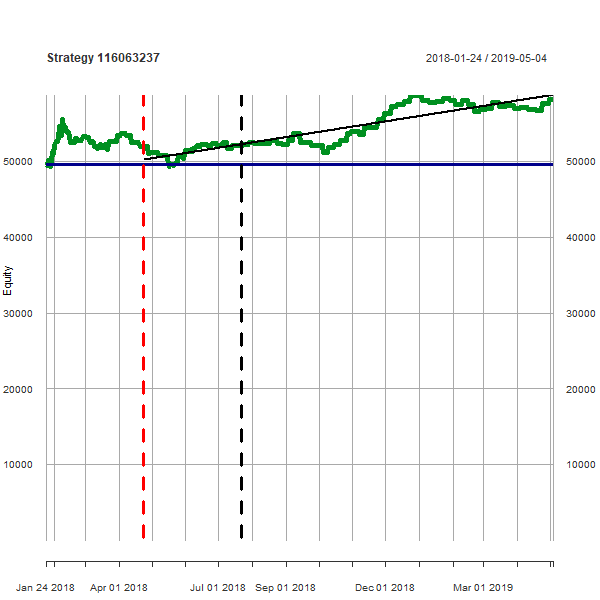 Strategy 116063237
2018-01-24 / 2019-05-04
50000
50000
40000
40000
Equity
30000
30000
20000
20000
10000
10000
Jan 24 2018
Apr 01 2018
Jul 01 2018
Sep 01 2018
Dec 01 2018
Mar 01 2019